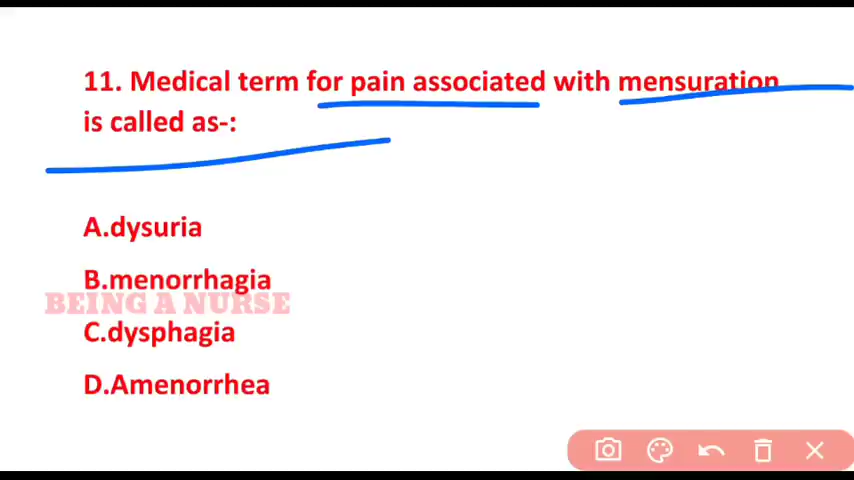 11. Medical term for pain associated with mensuration
is called as-:
A.dysuria
B.menorrhagia
BEING A NURSE
C.dysphagia
D.Amenorrhea